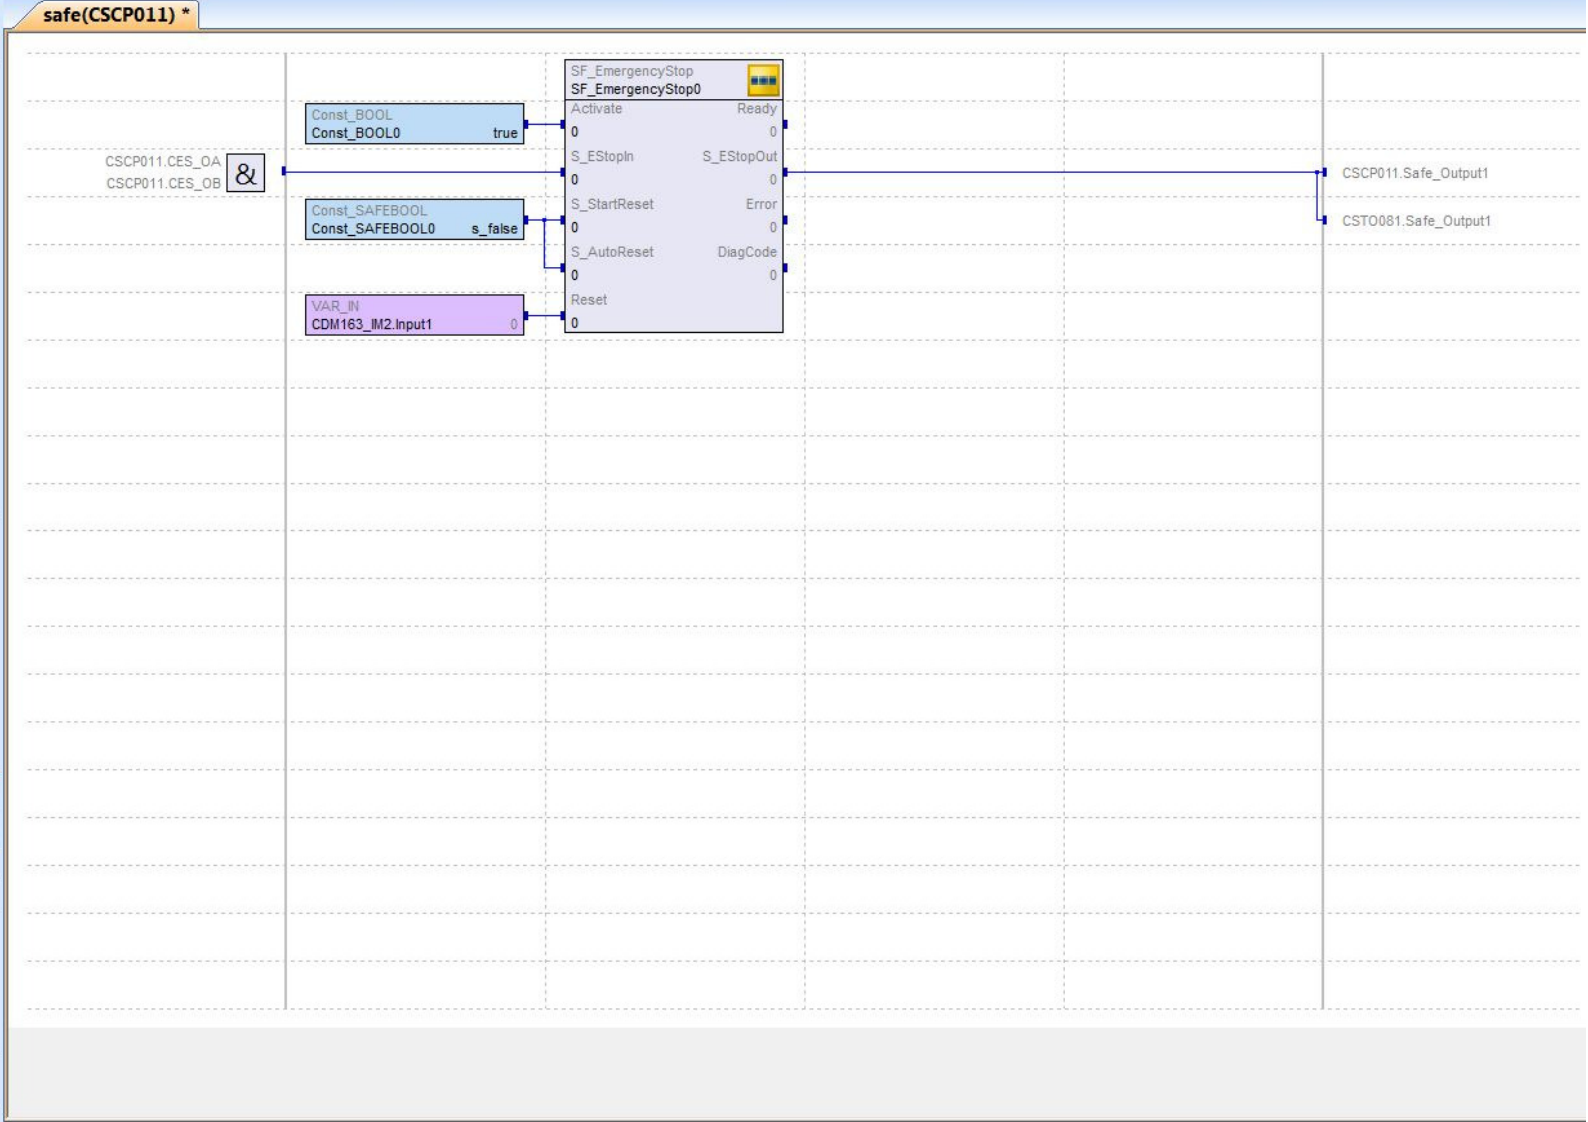 safe(CSCP011) *
SF_EmergencyStop
SF_EmergencyStop0
Const_BOOL
Const_BOOL0 true
Activate Ready
0 0
CSCP011.CES_OA
CSCP011.CES_OB
&
S_EStopIn S_EStopOut
0 0
CSCP011.Safe_Output1
Const_SAFEBOOL
Const_SAFEBOOL0 s_false
S_StartReset Error
0 0
CSTO081.Safe_Output1
S_AutoReset DiagCode
0 0
VAR_IN
CDM163_IM2.Input1 0
Reset
0